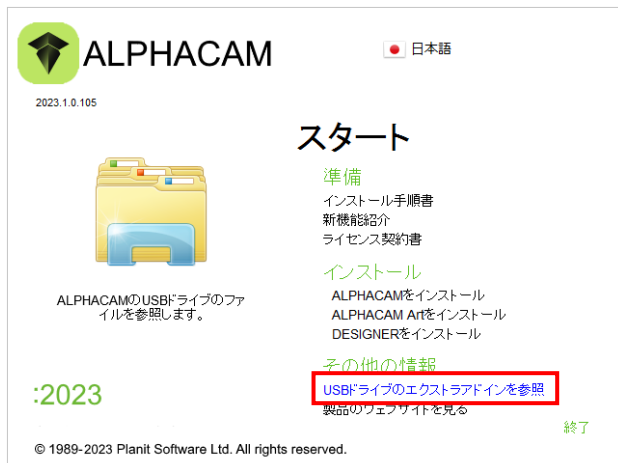 ALPHACAM
日本語
2023.1.0.105
スタート
準備
インストール手順書
新機能紹介
ライセンス契約書
インストール
ALPHACAMをインストール
ALPHACAM Artをインストール
DESIGNERをインストール
ALPHACAMのUSBドライブのファ
イルを参照します。
その他の情報
USBドライブのエクストラアドインを参照
製品のウェブサイトを見る
:2023
終了
© 1989-2023 Planit Software Ltd. All rights reserved.